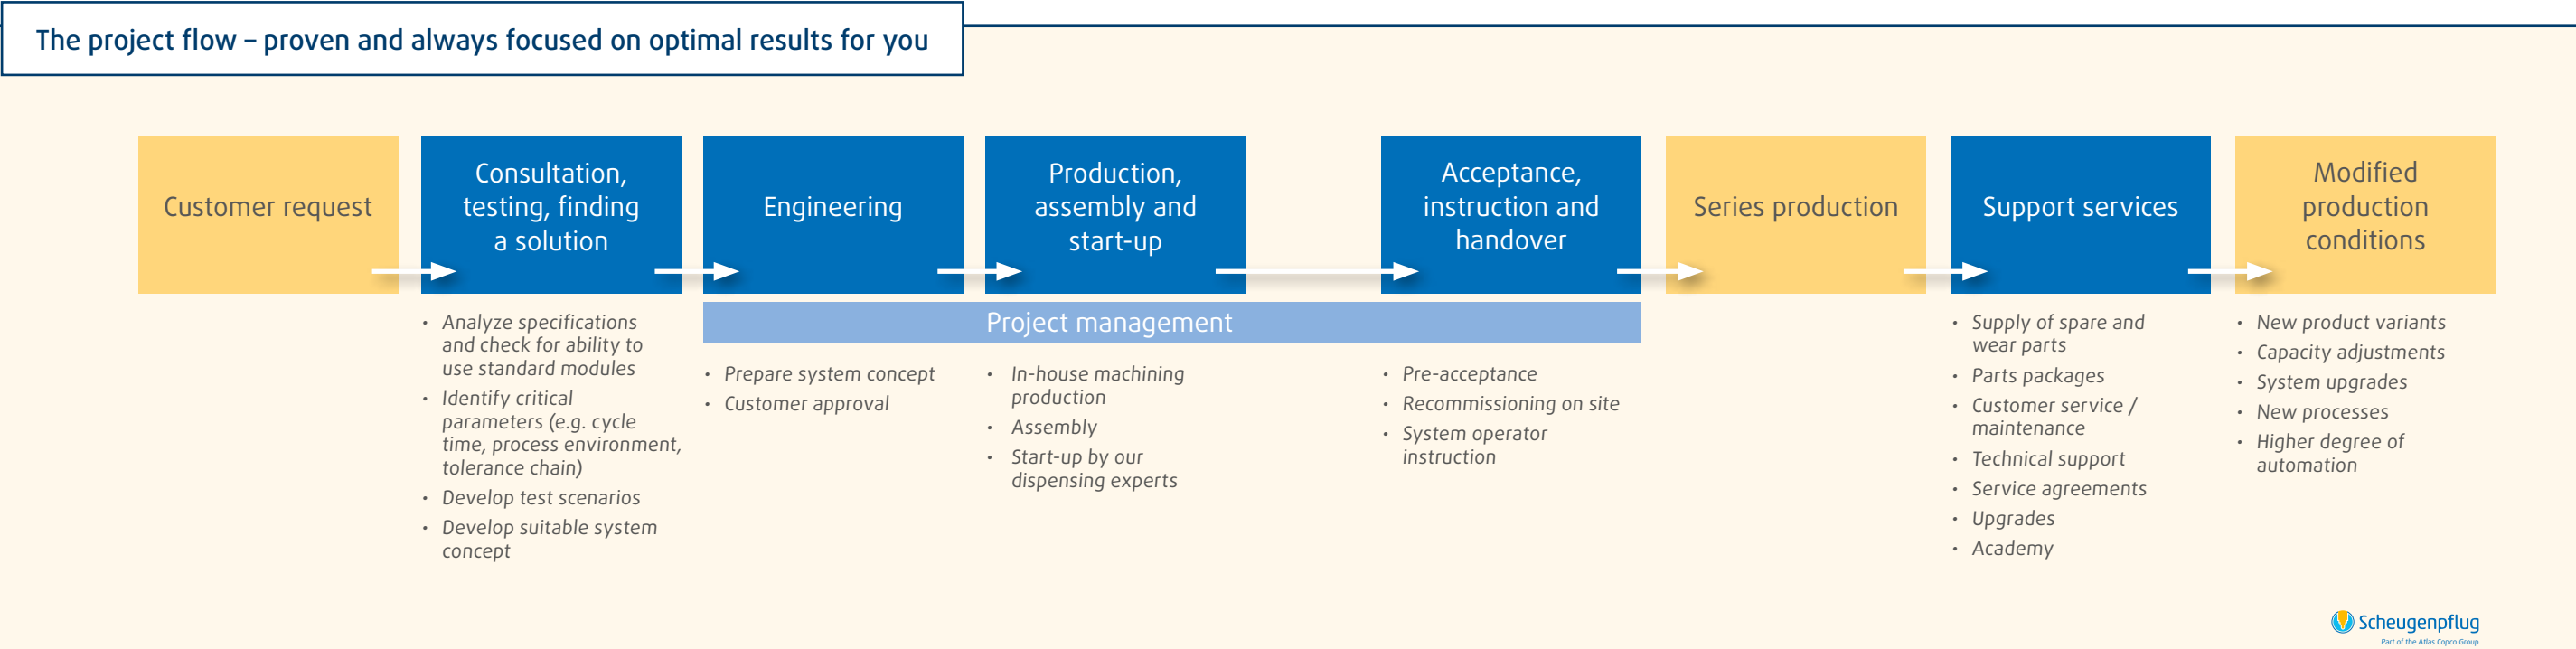 The project flow – proven and always focused on optimal results for you
Customer request
Consultation,
testing, finding
a solution
Engineering
Production,
assembly and
start-up
Acceptance,
instruction and
handover
Series production
Support services
Modified
production
conditions
Project management
• Analyze specifications
and check for ability to
use standard modules
• Identify critical
parameters (e.g. cycle
time, process environment,
tolerance chain)
• Develop test scenarios
• Develop suitable system
concept
• Prepare system concept
• Customer approval
• In-house machining
production
• Assembly
• Start-up by our
dispensing experts
• Pre-acceptance
• Recommissioning on site
• System operator
instruction
• Supply of spare and
wear parts
• Parts packages
• Customer service /
maintenance
• Technical support
• Service agreements
• Upgrades
• Academy
• New product variants
• Capacity adjustments
• System upgrades
• New processes
• Higher degree of
automation
Scheugenpflug
Part of the Atlas Copco Group